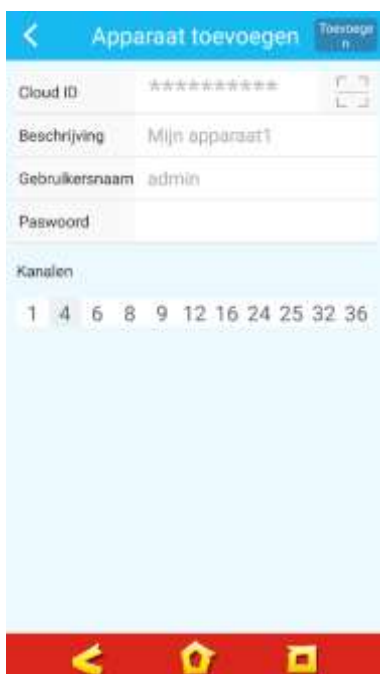 Apparaat toevoegen
Toevoege
n
Cloud ID **********
Beschrijving Mijn apparaat1
Gebruikersnaam admin
Paswoord
Kanalen
1 4 6 8 9 12 16 24 25 32 36